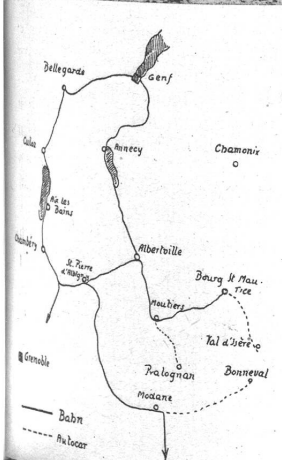 Bellegarde
Genf
Culoz
Annecy
Chamonix
Aix les
Bains
Chambéry
Albertville
St. Pierre
d'Albigny
Bourg St Mau-
rice
Moutiers
Val d'Isère
Pralognan
Bonneval
Grenoble
Modane
Bahn
Autocar